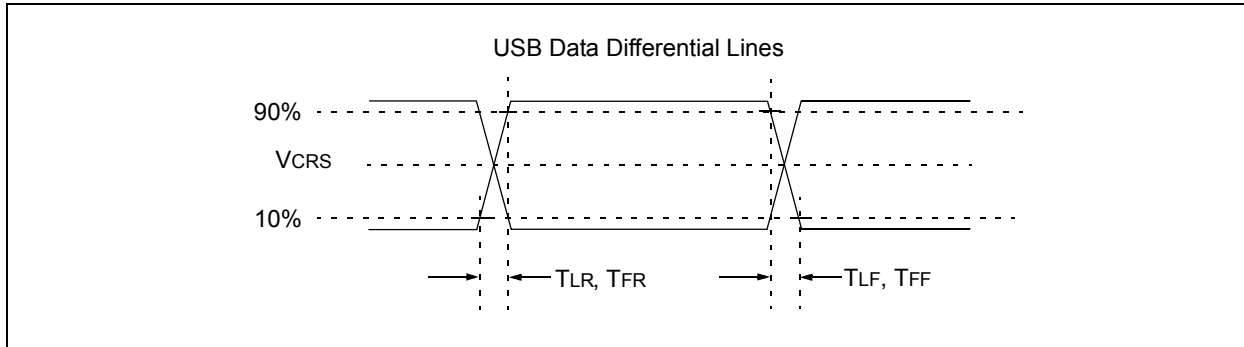 USB Data Differential Lines
90%
VCRS
10%
TLR, TFR
TLF, TFF